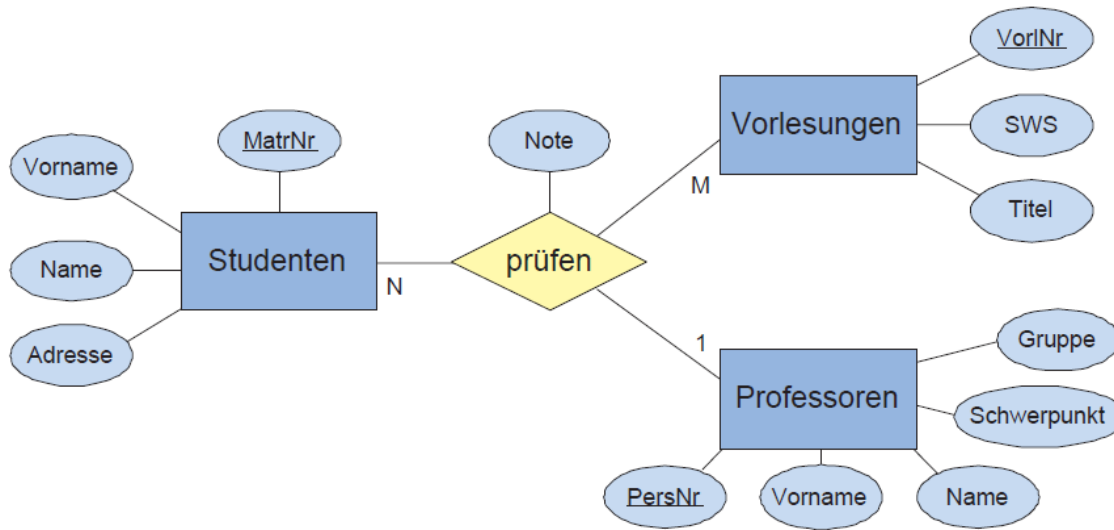 VorlNr
Vorlesungen
SWS
Titel
MatrNr
Note
Vorname
Name
Adresse
Studenten
N
prüfen
M
1
Professoren
Gruppe
Schwerpunkt
PersNr
Vorname
Name